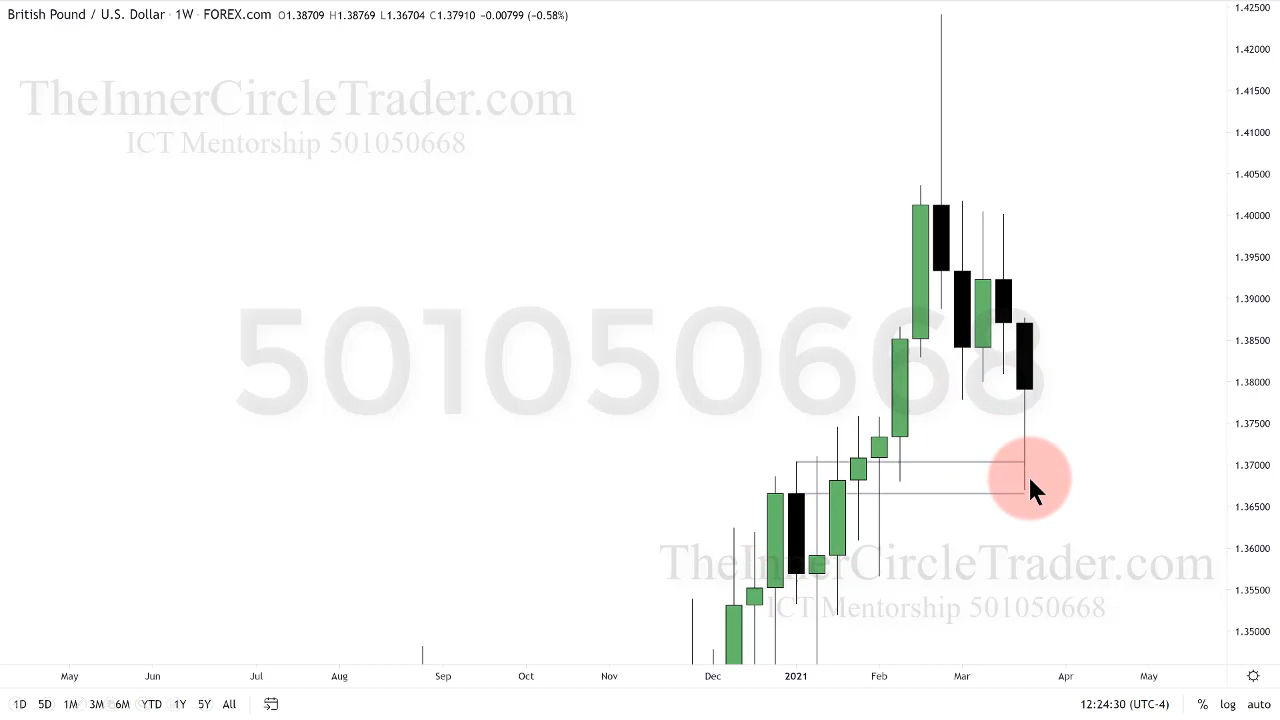 British Pound / U.S. Dollar · 1W · FOREX.com O1.38709 H1.38769 L1.36704 C1.37910 −0.00799 (−0.58%)
TheInnerCircleTrader.com
ICT Mentorship 501050668
501050668
TheInnerCircleTrader.com
ICT Mentorship 501050668
1.42500
1.42000
1.41500
1.41000
1.40500
1.40000
1.39500
1.39000
1.38500
1.38000
1.37500
1.37000
1.36500
1.36000
1.35500
1.35000
May Jun Jul Aug Sep Oct Nov Dec 2021 Feb Mar Apr May
1D 5D 1M 3M 6M YTD 1Y 5Y All 12:24:30 (UTC-4) % log auto